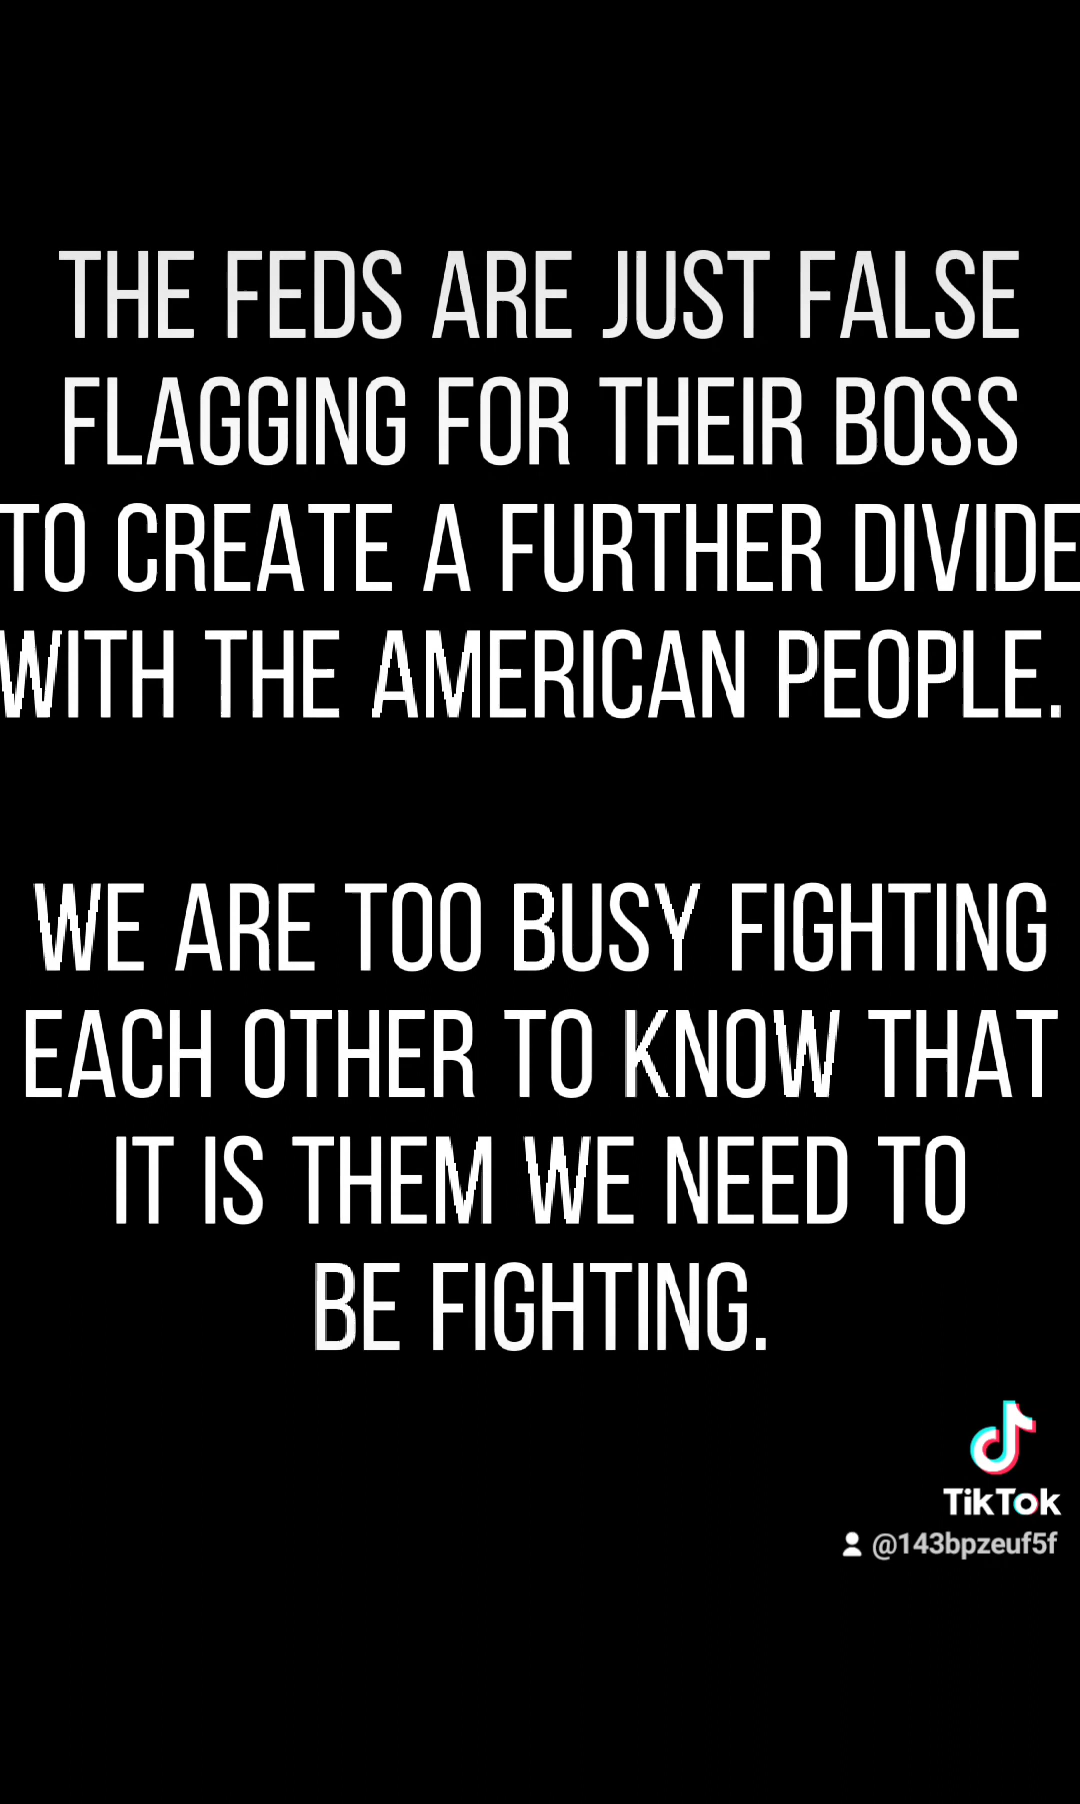 THE FEDS ARE JUST FALSE
FLAGGING FOR THEIR BOSS
TO CREATE A FURTHER DIVIDE
WITH THE AMERICAN PEOPLE.
WE ARE TOO BUSY FIGHTING
EACH OTHER TO KNOW THAT
IT IS THEM WE NEED TO
BE FIGHTING.
TikTok
@143bpzeuf5f